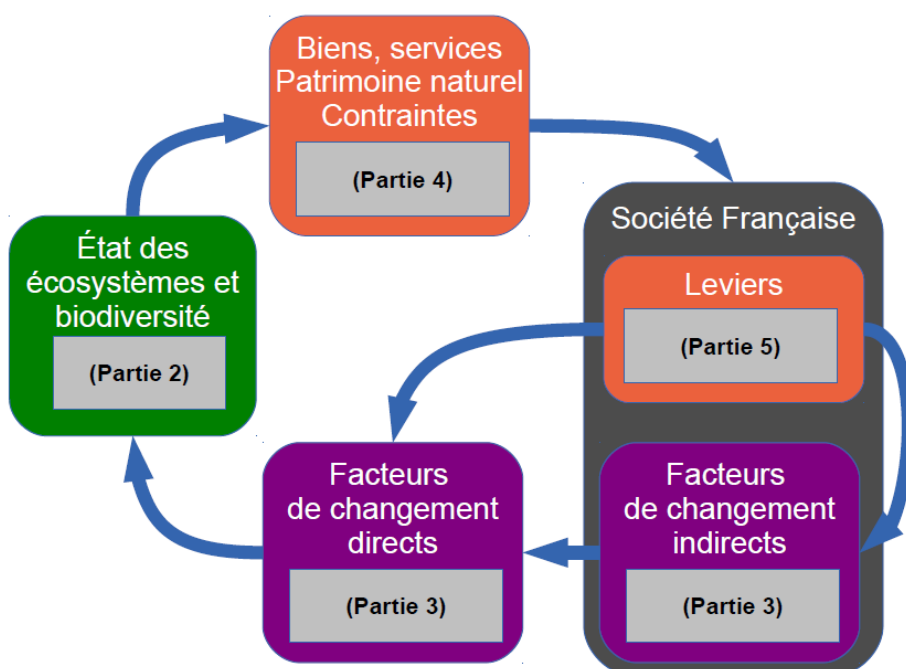 Biens, services
Patrimoine naturel
Contraintes
(Partie 4)
Société Française
Leviers
(Partie 5)
État des
écosystèmes et
biodiversité
(Partie 2)
Facteurs
de changement
directs
(Partie 3)
Facteurs
de changement
indirects
(Partie 3)